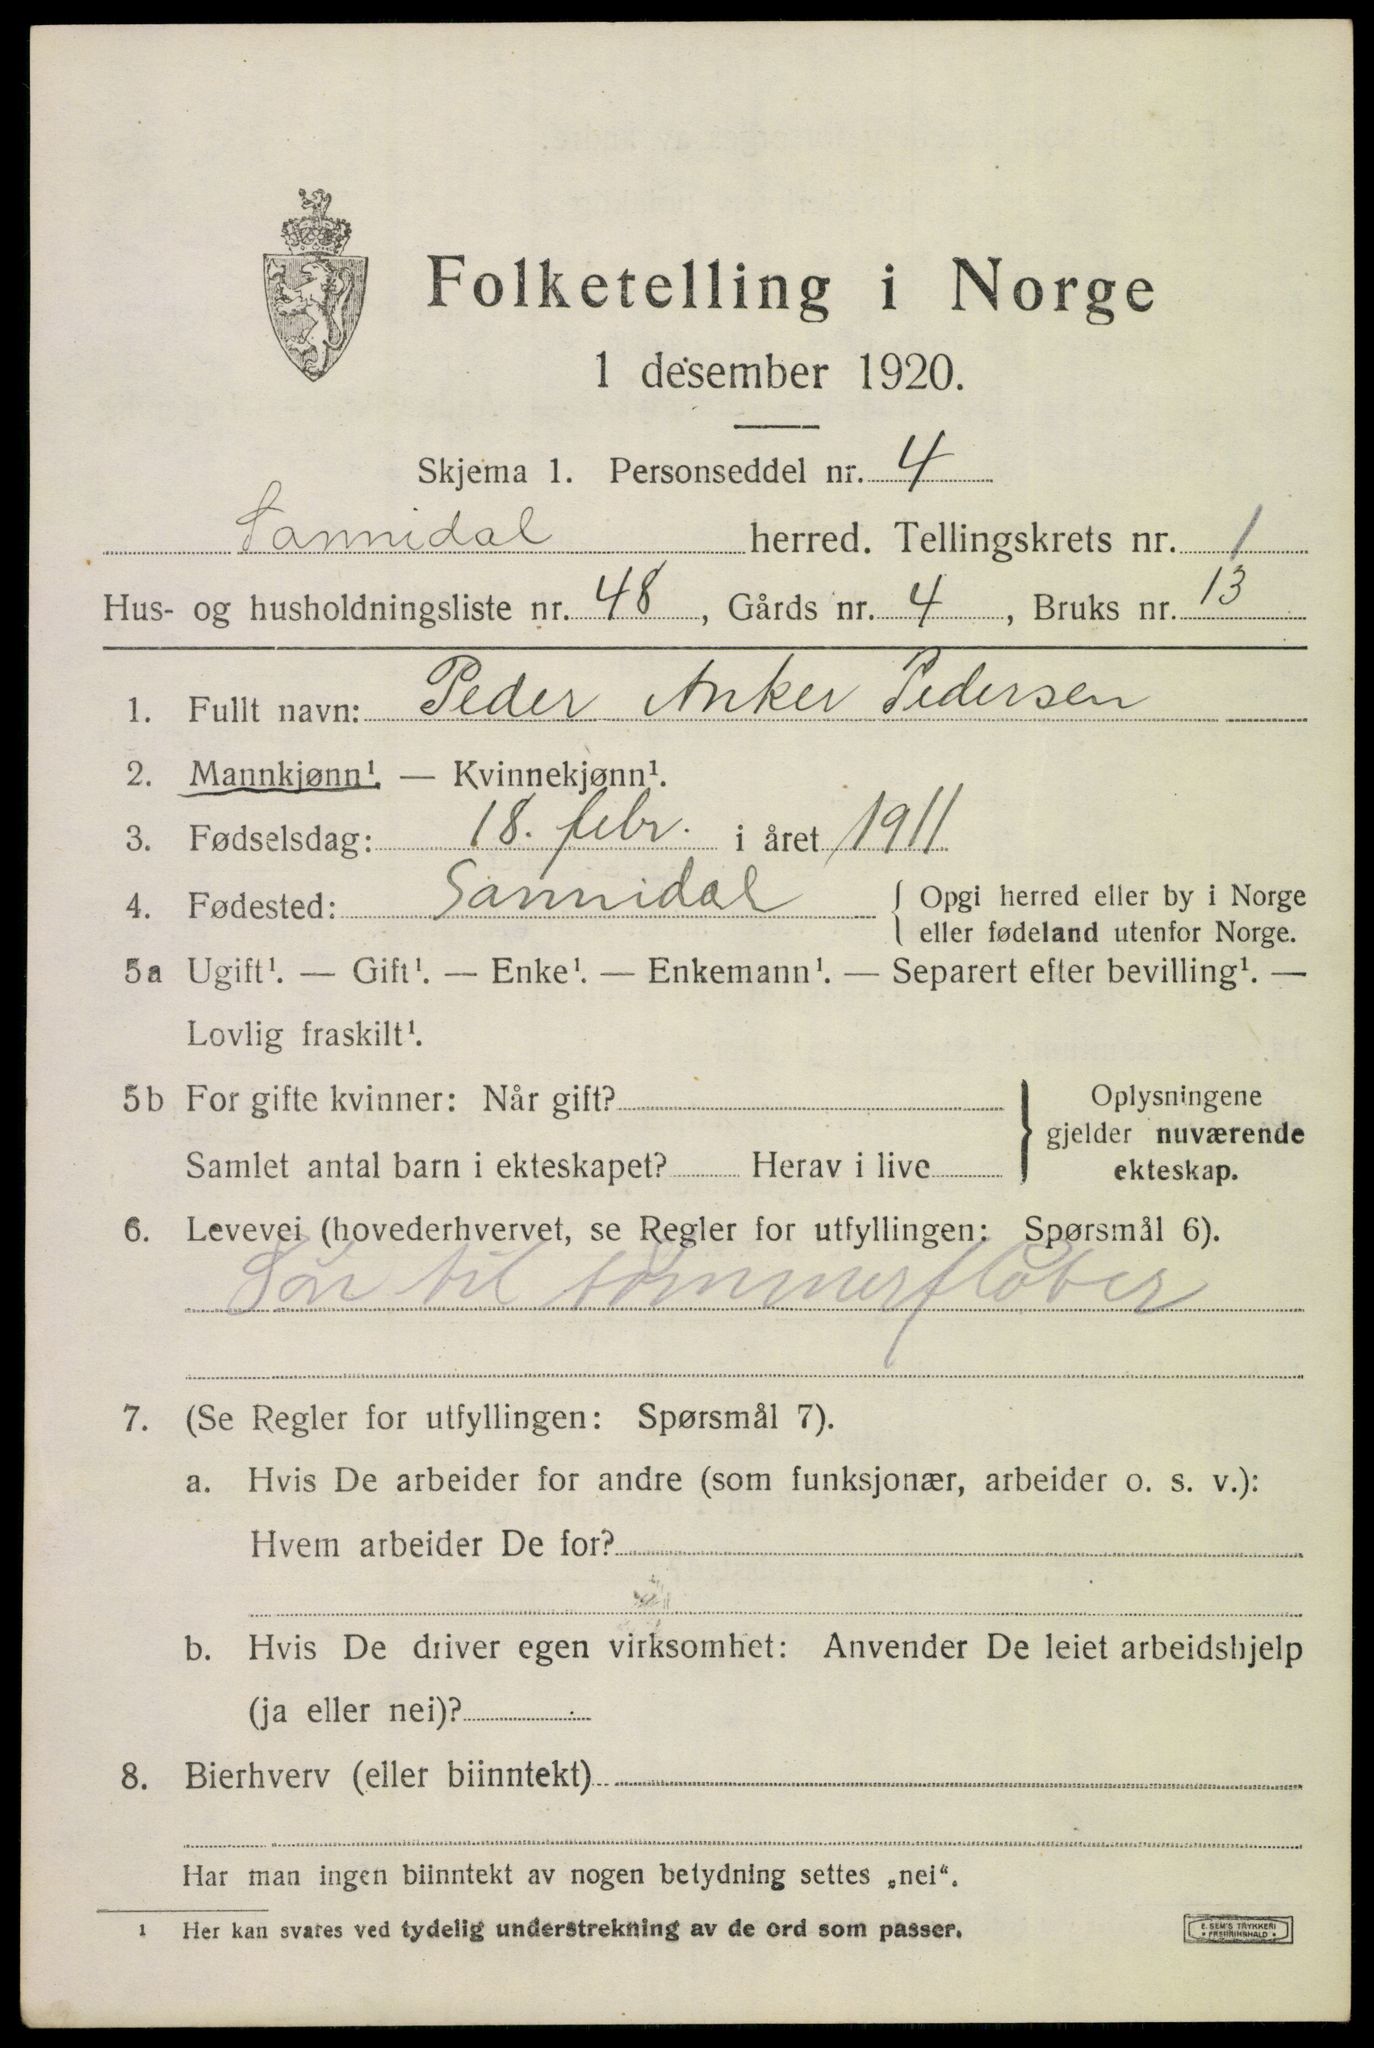 Folketelling i Norge
1 desember 1920.
Skjema 1. Personseddel nr. 4
Sannidal herred. Tellingskrets nr. 1
Hus- og husholdningsliste nr. 48, Gårds nr. 4, Bruks nr. 13
1. Fullt navn: Peder Anker Pedersen
2. Mannkjønn¹. — Kvinnekjønn¹.
3. Fødselsdag: 18. febr. i året 1911
4. Fødested: Sannidal { Opgi herred eller by i Norge
eller fødeland utenfor Norge.
5a Ugift¹. — Gift¹. — Enke¹. — Enkemann¹. — Separert efter bevilling¹. —
Lovlig fraskilt¹.
5b For gifte kvinner: Når gift? } Oplysningene
gjelder nuværende
Samlet antal barn i ekteskapet? Herav i live ekteskap.
6. Levevei (hovederhvervet, se Regler for utfyllingen: Spørsmål 6).
Søn til tømmerfløter
7. (Se Regler for utfyllingen: Spørsmål 7).
a. Hvis De arbeider for andre (som funksjonær, arbeider o. s. v.):
Hvem arbeider De for?
b. Hvis De driver egen virksomhet: Anvender De leiet arbeidshjelp
(ja eller nei)?
8. Bierhverv (eller biinntekt)
Har man ingen biinntekt av nogen betydning settes „nei“.
¹ Her kan svares ved tydelig understrekning av de ord som passer.
E. SEM'S TRYKKERI
• FREDRIKSHALD •